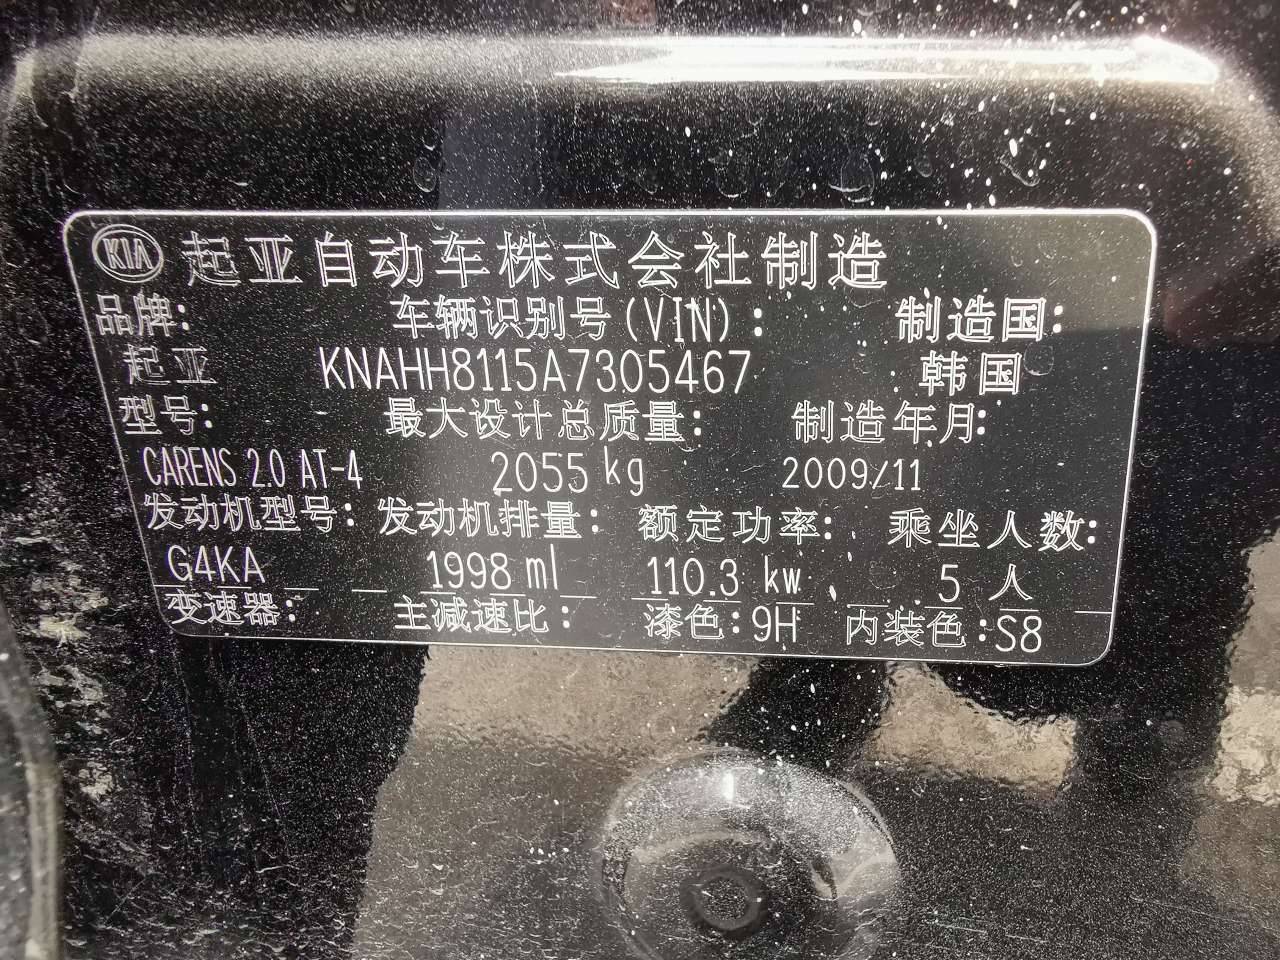 KIA 起亚自动车株式会社制造
品牌: 车辆识别号(VIN): 制造国:
起亚 KNAHH8115A7305467 韩国
型号: 最大设计总质量: 制造年月:
CARENS 2.0 AT-4 2055 kg 2009/11
发动机型号: 发动机排量: 额定功率: 乘坐人数:
G4KA 1998 ml 110.3 kw 5 人
变速器: 主减速比: 漆色:9H 内装色:S8